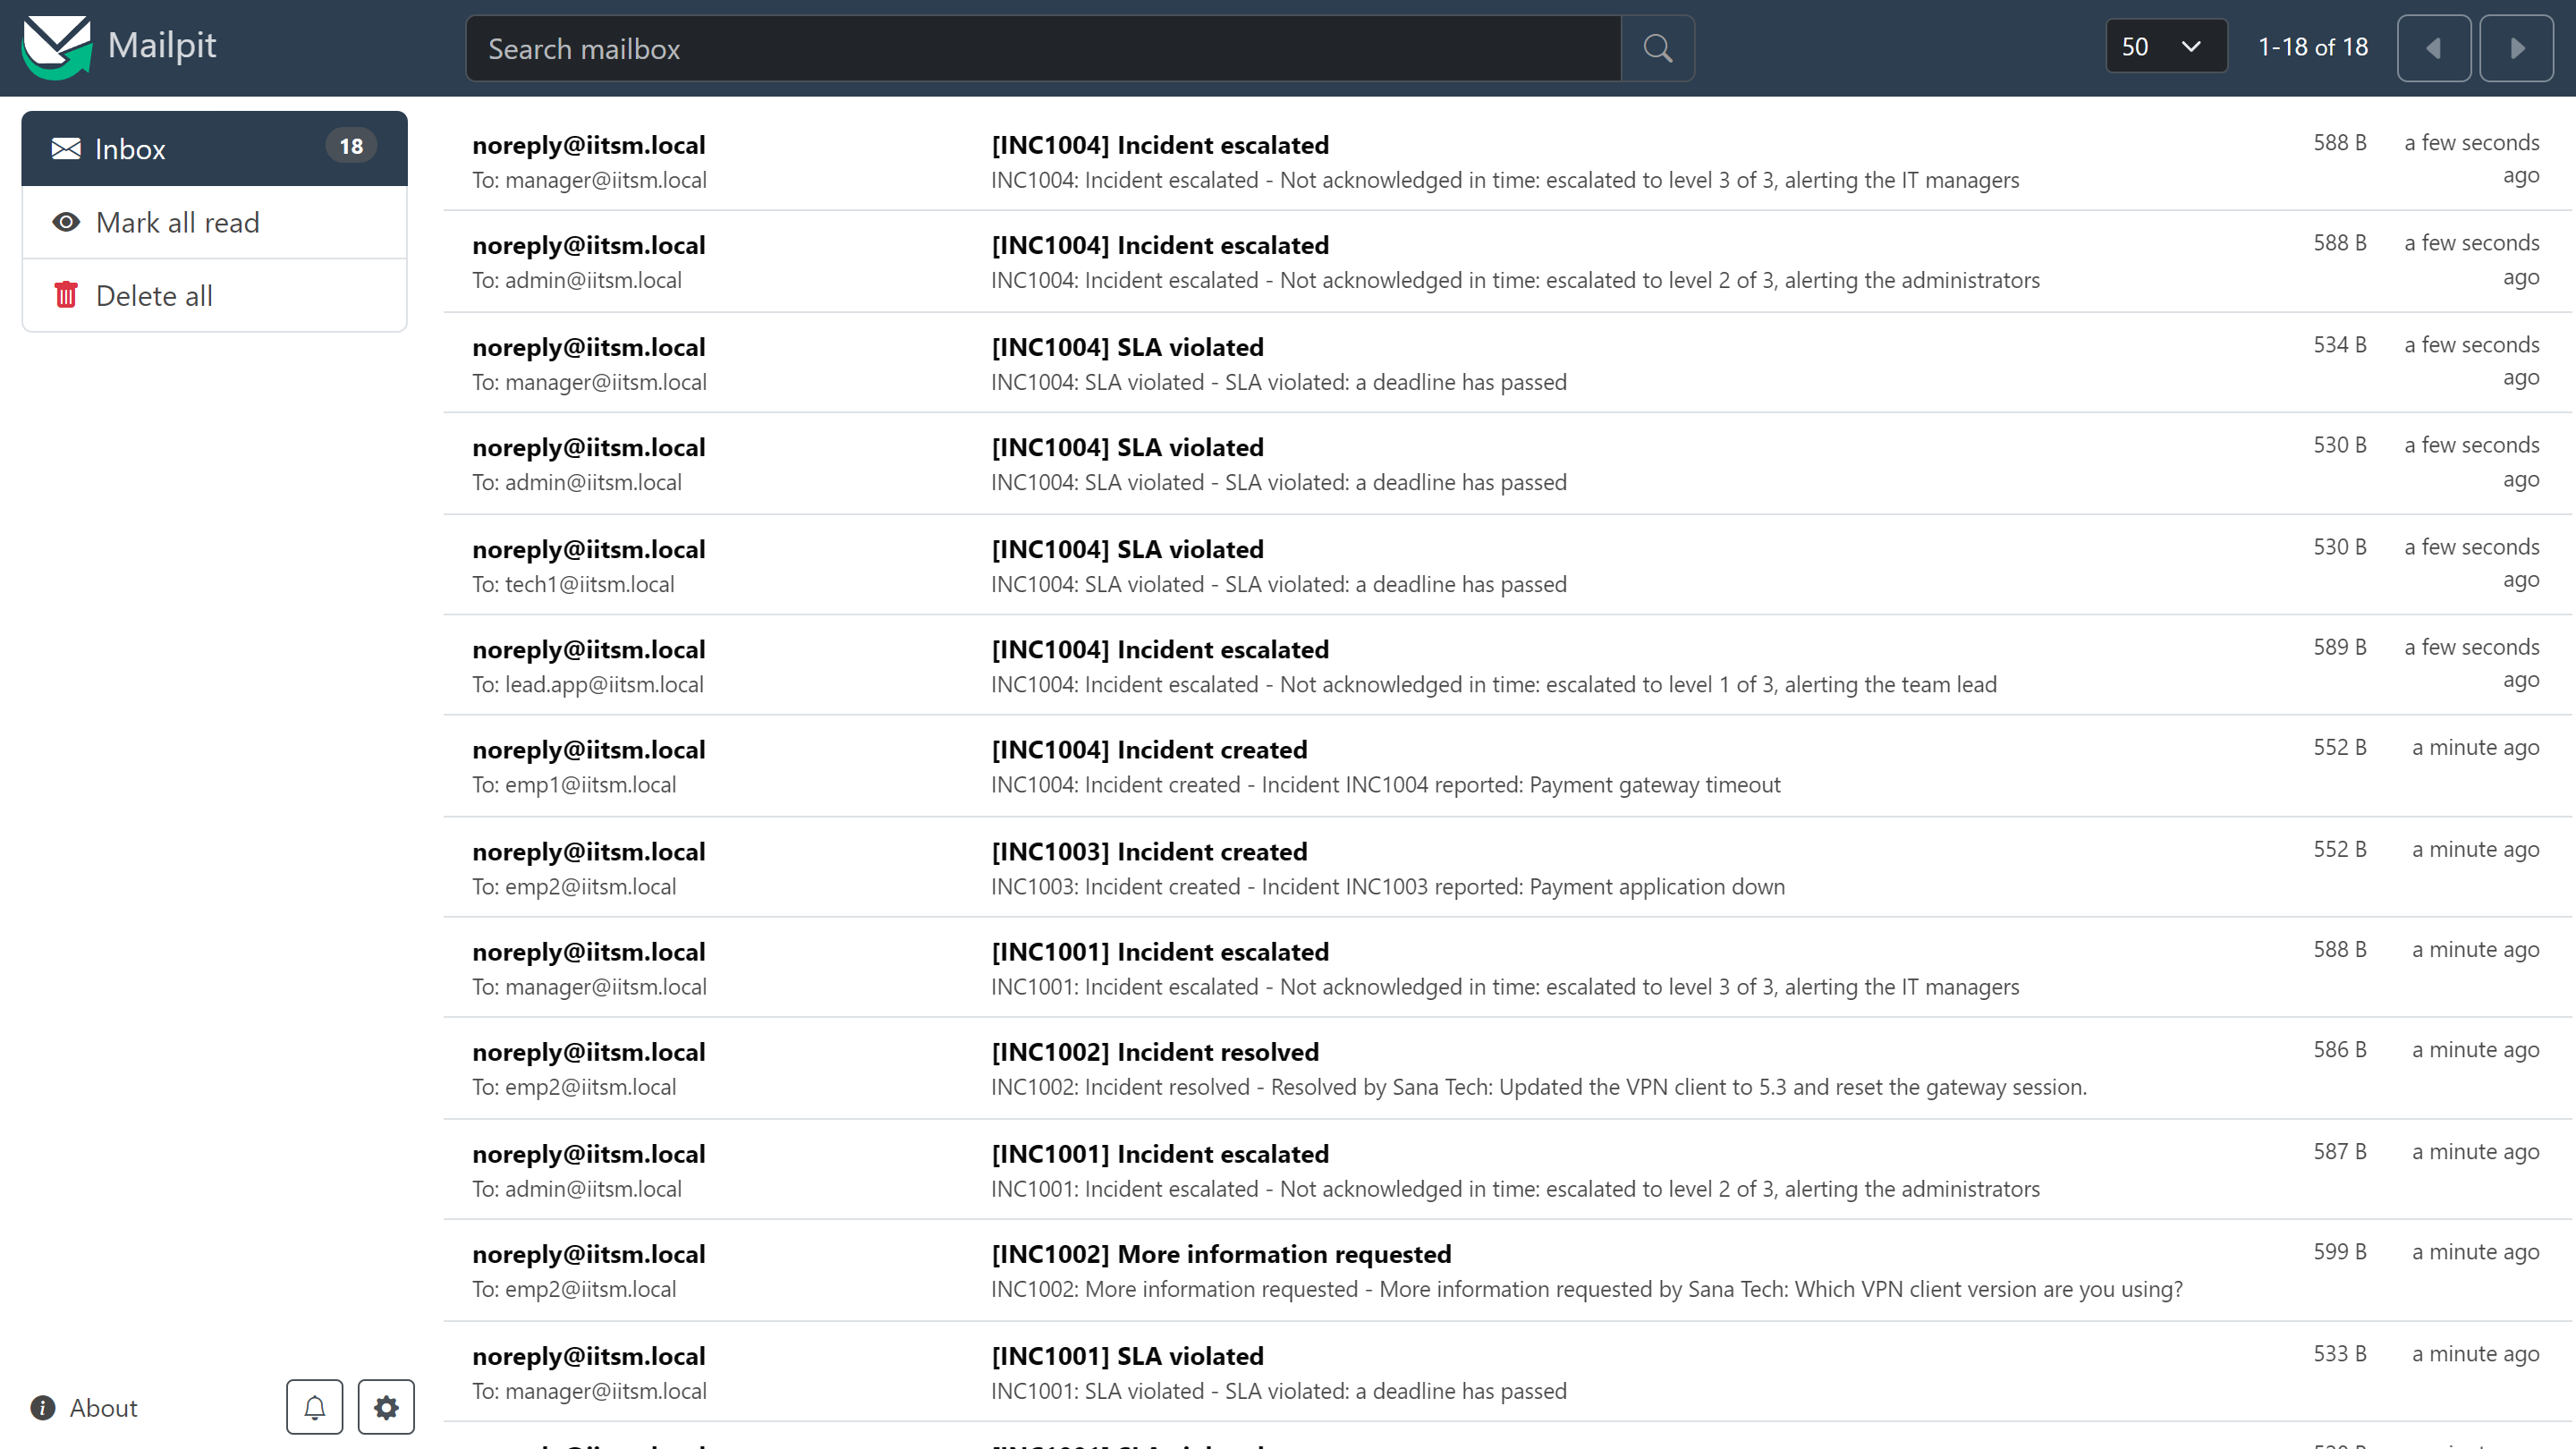 Mailpit
Search mailbox
50
1-18 of 18
Inbox 18
Mark all read
Delete all
noreply@iitsm.local [INC1004] Incident escalated 588 B a few seconds ago
To: manager@iitsm.local INC1004: Incident escalated - Not acknowledged in time: escalated to level 3 of 3, alerting the IT managers
noreply@iitsm.local [INC1004] Incident escalated 588 B a few seconds ago
To: admin@iitsm.local INC1004: Incident escalated - Not acknowledged in time: escalated to level 2 of 3, alerting the administrators
noreply@iitsm.local [INC1004] SLA violated 534 B a few seconds ago
To: manager@iitsm.local INC1004: SLA violated - SLA violated: a deadline has passed
noreply@iitsm.local [INC1004] SLA violated 530 B a few seconds ago
To: admin@iitsm.local INC1004: SLA violated - SLA violated: a deadline has passed
noreply@iitsm.local [INC1004] SLA violated 530 B a few seconds ago
To: tech1@iitsm.local INC1004: SLA violated - SLA violated: a deadline has passed
noreply@iitsm.local [INC1004] Incident escalated 589 B a few seconds ago
To: lead.app@iitsm.local INC1004: Incident escalated - Not acknowledged in time: escalated to level 1 of 3, alerting the team lead
noreply@iitsm.local [INC1004] Incident created 552 B a minute ago
To: emp1@iitsm.local INC1004: Incident created - Incident INC1004 reported: Payment gateway timeout
noreply@iitsm.local [INC1003] Incident created 552 B a minute ago
To: emp2@iitsm.local INC1003: Incident created - Incident INC1003 reported: Payment application down
noreply@iitsm.local [INC1001] Incident escalated 588 B a minute ago
To: manager@iitsm.local INC1001: Incident escalated - Not acknowledged in time: escalated to level 3 of 3, alerting the IT managers
noreply@iitsm.local [INC1002] Incident resolved 586 B a minute ago
To: emp2@iitsm.local INC1002: Incident resolved - Resolved by Sana Tech: Updated the VPN client to 5.3 and reset the gateway session.
noreply@iitsm.local [INC1001] Incident escalated 587 B a minute ago
To: admin@iitsm.local INC1001: Incident escalated - Not acknowledged in time: escalated to level 2 of 3, alerting the administrators
noreply@iitsm.local [INC1002] More information requested 599 B a minute ago
To: emp2@iitsm.local INC1002: More information requested - More information requested by Sana Tech: Which VPN client version are you using?
noreply@iitsm.local [INC1001] SLA violated 533 B a minute ago
To: manager@iitsm.local INC1001: SLA violated - SLA violated: a deadline has passed
About